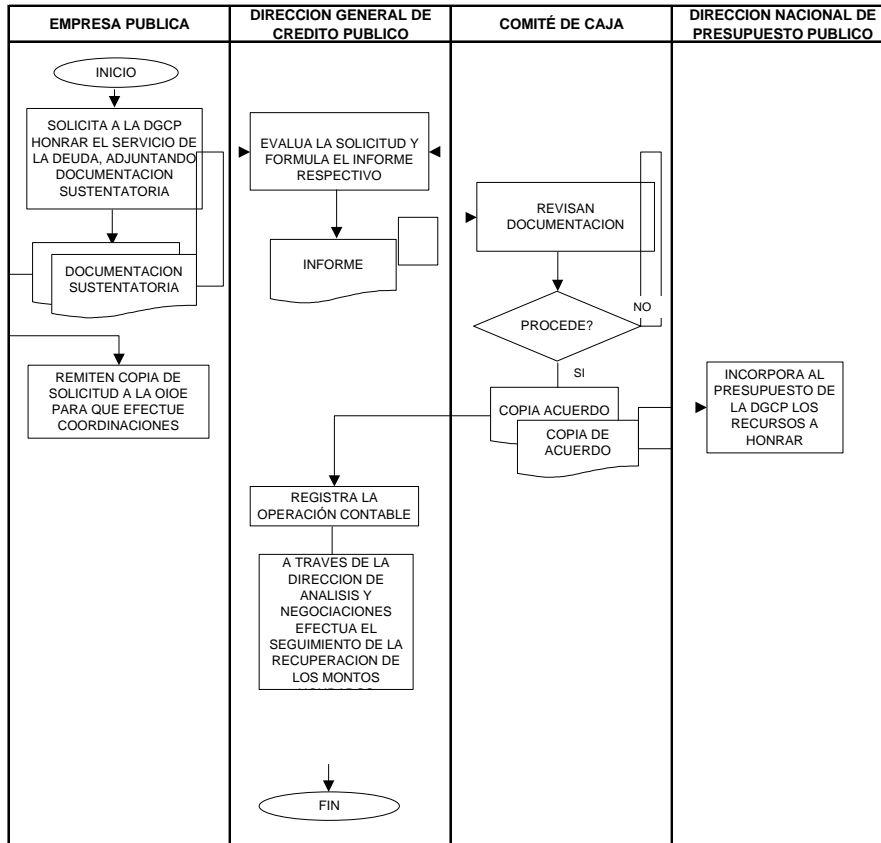 EMPRESA PUBLICA
DIRECCION GENERAL DE
CREDITO PUBLICO
COMITÉ DE CAJA
DIRECCION NACIONAL DE
PRESUPUESTO PUBLICO
INICIO
SOLICITA A LA DGCP
HONRAR EL SERVICIO DE
LA DEUDA, ADJUNTANDO
DOCUMENTACION
SUSTENTATORIA
DOCUMENTACION
SUSTENTATORIA
REMITEN COPIA DE
SOLICITUD A LA OIOE
PARA QUE EFECTUE
COORDINACIONES
EVALUA LA SOLICITUD Y
FORMULA EL INFORME
RESPECTIVO
INFORME
REVISAN
DOCUMENTACION
NO
PROCEDE?
SI
COPIA ACUERDO
COPIA DE
ACUERDO
INCORPORA AL
PRESUPUESTO DE
LA DGCP LOS
RECURSOS A
HONRAR
REGISTRA LA
OPERACIÓN CONTABLE
A TRAVES DE LA
DIRECCION DE
ANALISIS Y
NEGOCIACIONES
EFECTUA EL
SEGUIMIENTO DE LA
RECUPERACION DE
LOS MONTOS
FIN